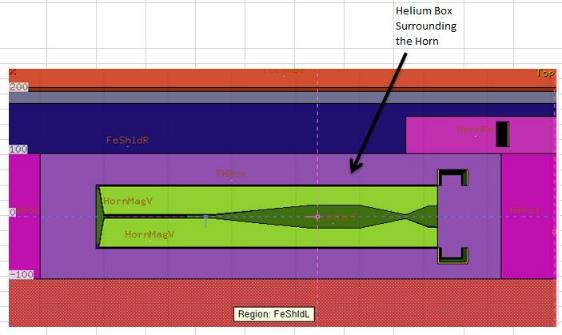 Helium Box
Surrounding
the Horn
Top
200
FeShldR
100
HornMagV
0
HornMagV
-100
Region: FeShldL